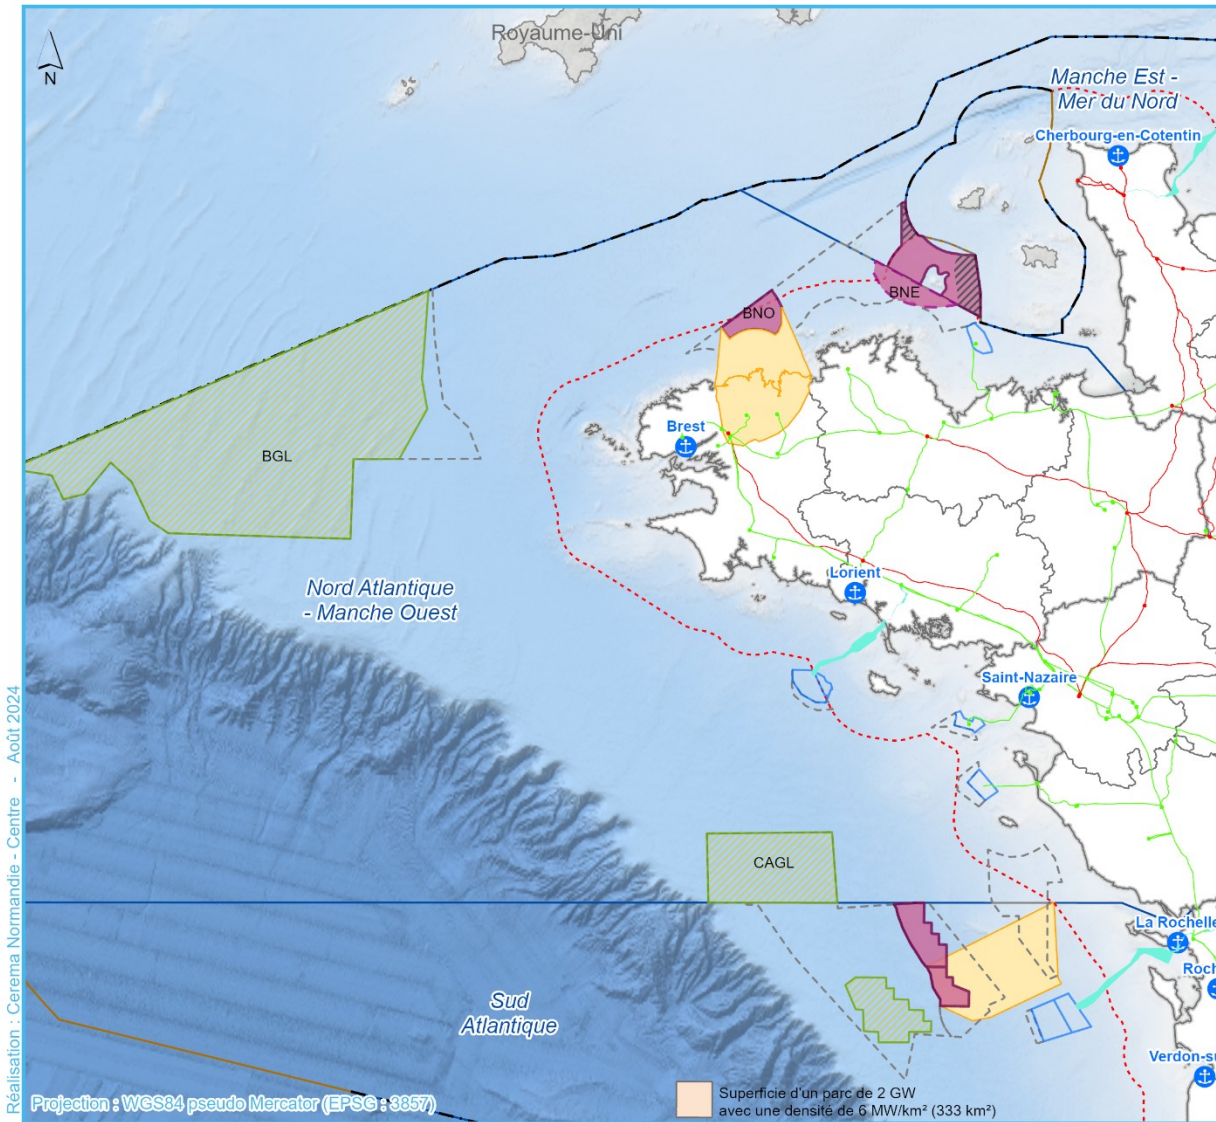 Royaume-Uni
N
Manche Est -
Mer du Nord
Cherbourg-en-Cotentin
BNE
BNO
BGL
Brest
Nord Atlantique
- Manche Ouest
Lorient
Saint-Nazaire
CAGL
La Rochelle
Roch
Sud
Atlantique
Verdon-su
Superficie d'un parc de 2 GW
avec une densité de 6 MW/km² (333 km²)
Projection : WGS84 pseudo Mercator (EPSG : 3857)
Réalisation : Cerema Normandie - Centre - Août 2024